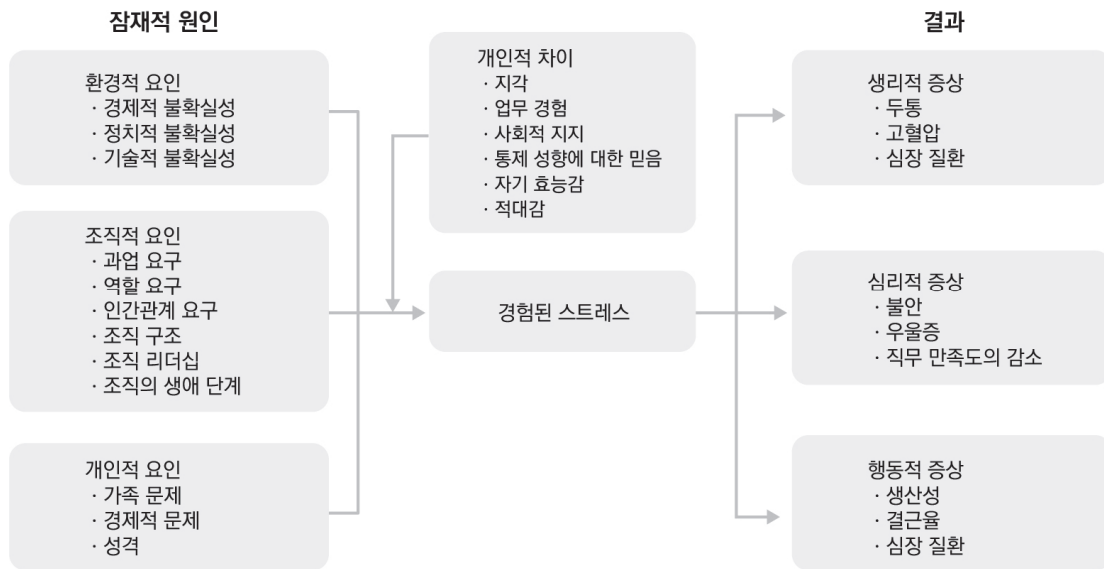 잠재적 원인
환경적 요인
· 경제적 불확실성
· 정치적 불확실성
· 기술적 불확실성
조직적 요인
· 과업 요구
· 역할 요구
· 인간관계 요구
· 조직 구조
· 조직 리더십
· 조직의 생애 단계
개인적 요인
· 가족 문제
· 경제적 문제
· 성격
개인적 차이
· 지각
· 업무 경험
· 사회적 지지
· 통제 성향에 대한 믿음
· 자기 효능감
· 적대감
경험된 스트레스
결과
생리적 증상
· 두통
· 고혈압
· 심장 질환
심리적 증상
· 불안
· 우울증
· 직무 만족도의 감소
행동적 증상
· 생산성
· 결근율
· 심장 질환